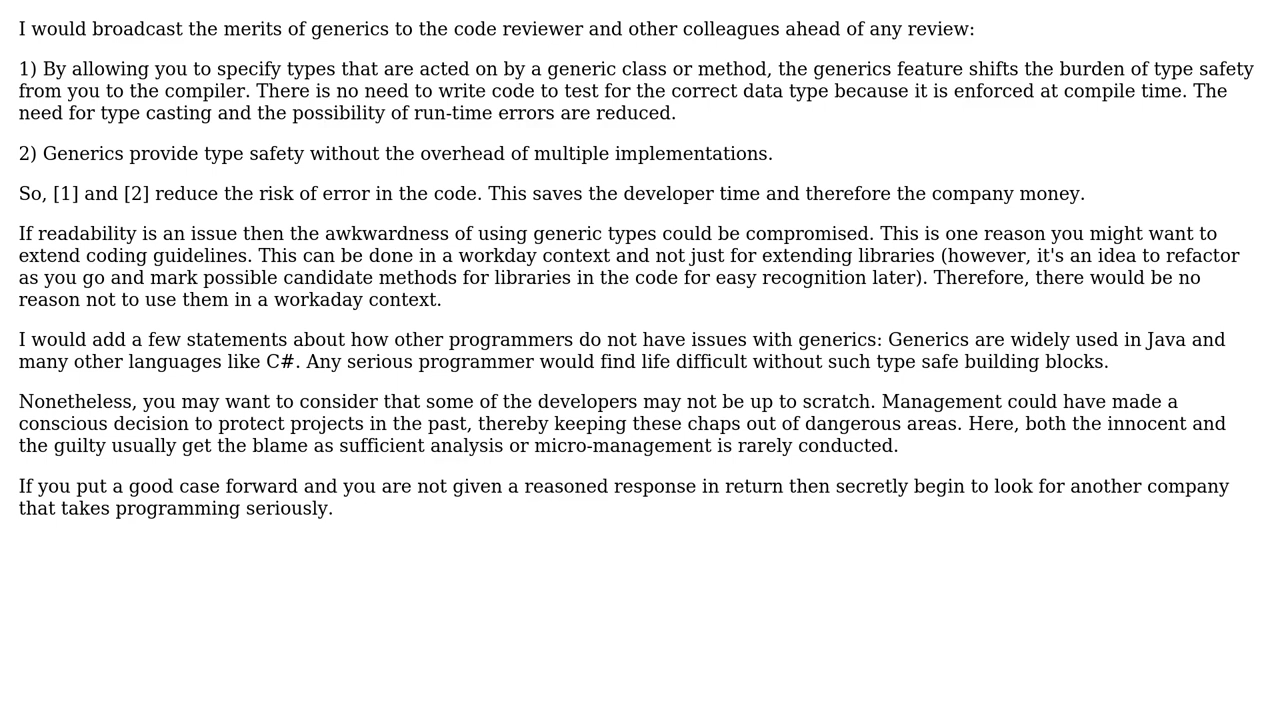 I would broadcast the merits of generics to the code reviewer and other colleagues ahead of any review:
1) By allowing you to specify types that are acted on by a generic class or method, the generics feature shifts the burden of type safety
from you to the compiler. There is no need to write code to test for the correct data type because it is enforced at compile time. The
need for type casting and the possibility of run-time errors are reduced.
2) Generics provide type safety without the overhead of multiple implementations.
So, [1] and [2] reduce the risk of error in the code. This saves the developer time and therefore the company money.
If readability is an issue then the awkwardness of using generic types could be compromised. This is one reason you might want to
extend coding guidelines. This can be done in a workday context and not just for extending libraries (however, it's an idea to refactor
as you go and mark possible candidate methods for libraries in the code for easy recognition later). Therefore, there would be no
reason not to use them in a workaday context.
I would add a few statements about how other programmers do not have issues with generics: Generics are widely used in Java and
many other languages like C#. Any serious programmer would find life difficult without such type safe building blocks.
Nonetheless, you may want to consider that some of the developers may not be up to scratch. Management could have made a
conscious decision to protect projects in the past, thereby keeping these chaps out of dangerous areas. Here, both the innocent and
the guilty usually get the blame as sufficient analysis or micro-management is rarely conducted.
If you put a good case forward and you are not given a reasoned response in return then secretly begin to look for another company
that takes programming seriously.